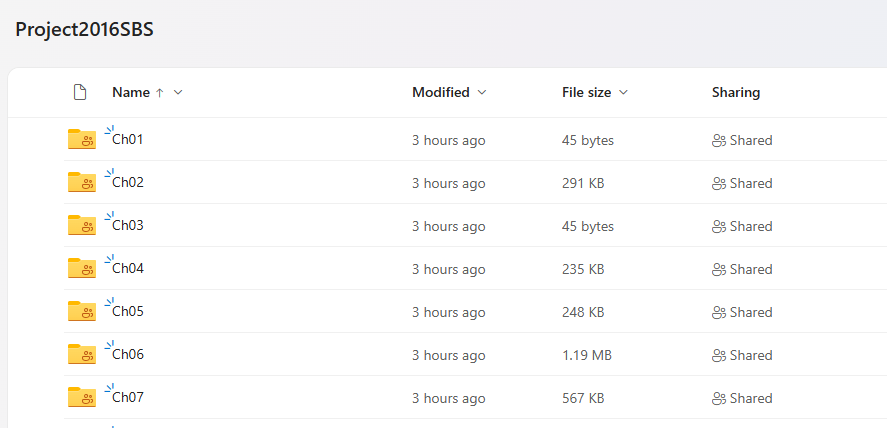 Project2016SBS
Name Modified File size Sharing
Ch01 3 hours ago 45 bytes Shared
Ch02 3 hours ago 291 KB Shared
Ch03 3 hours ago 45 bytes Shared
Ch04 3 hours ago 235 KB Shared
Ch05 3 hours ago 248 KB Shared
Ch06 3 hours ago 1.19 MB Shared
Ch07 3 hours ago 567 KB Shared